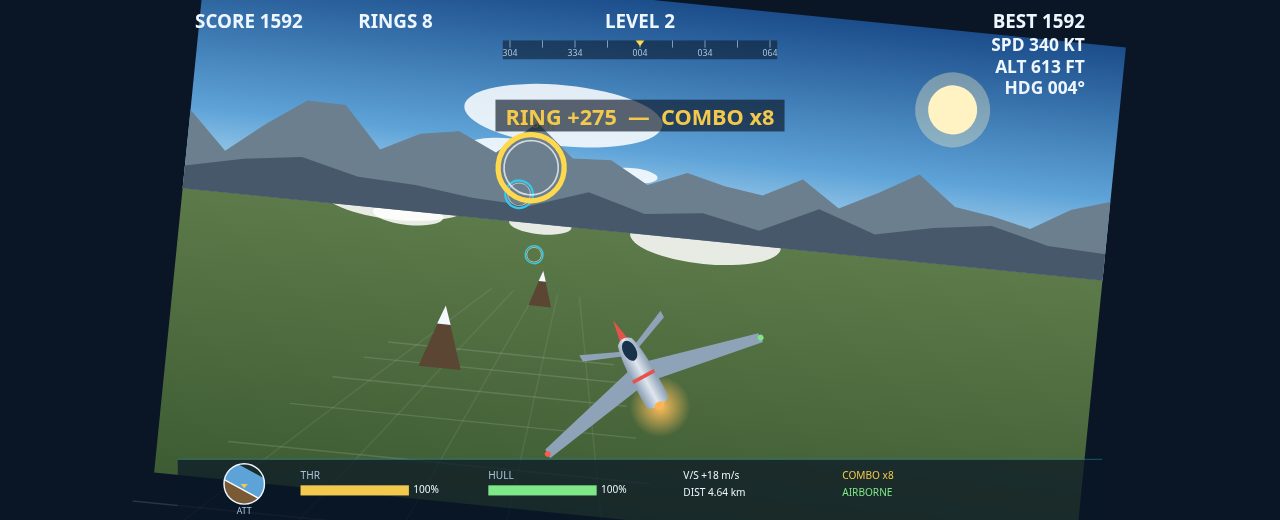 SCORE 1592 RINGS 8 LEVEL 2 BEST 1592
SPD 340 KT
304 334 004 034 064
ALT 613 FT
HDG 004°
RING +275 — COMBO x8
THR HULL V/S +18 m/s COMBO x8
100% 100% DIST 4.64 km AIRBORNE
ATT